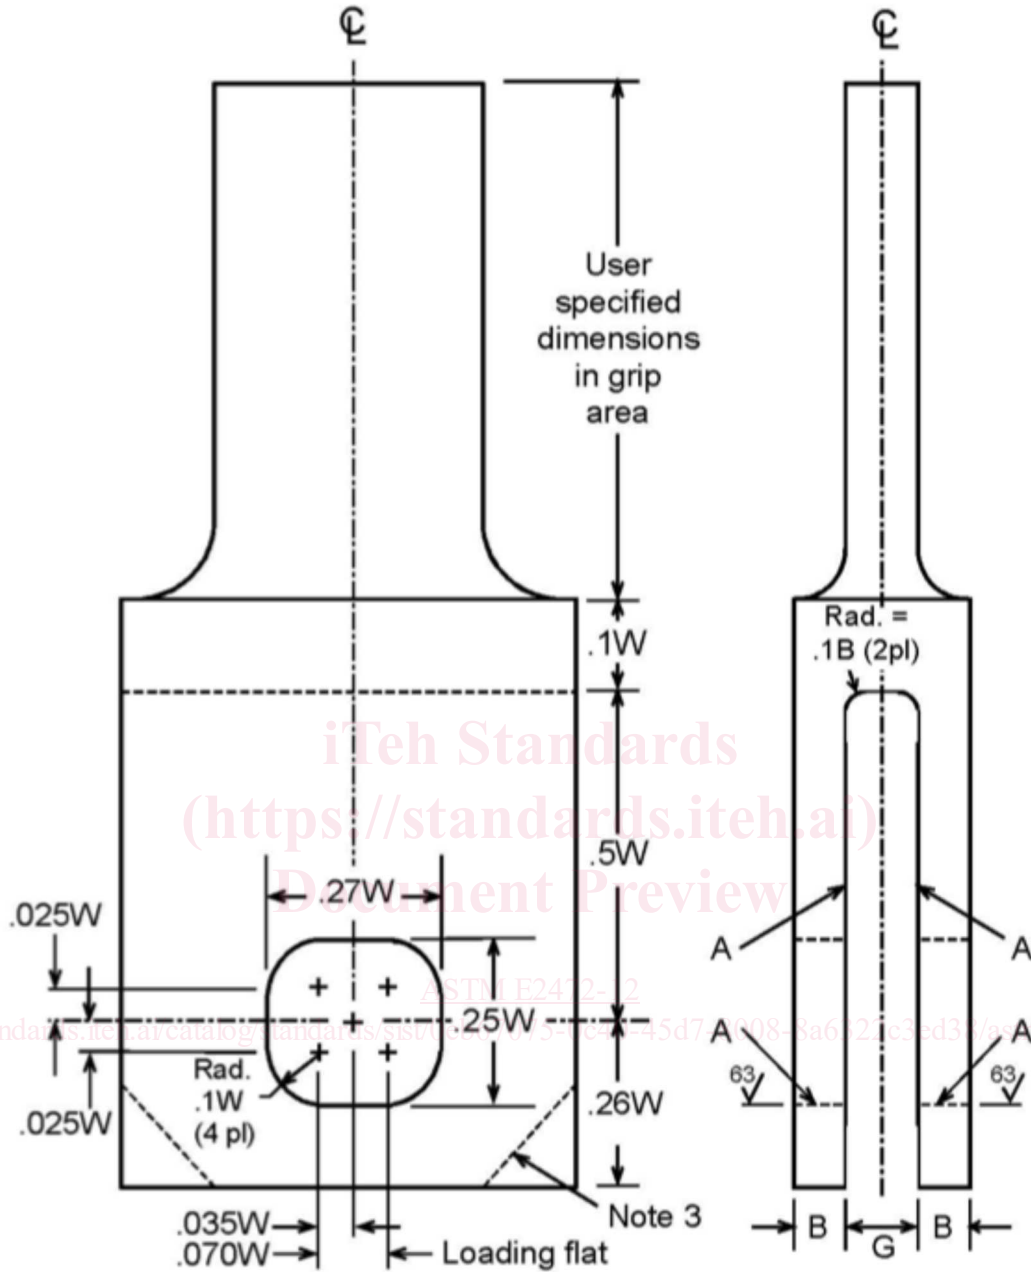 ℄
℄
User
specified
dimensions
in grip
area
.1W
Rad. =
.1B (2pl)
iTeh Standards
(https://standards.iteh.ai)
Document Preview
.5W
.27W
.025W
A
A
ASTM E2472-12
.25W
A
A
Rad.
.1W
(4 pl)
.025W
.26W
63
63
Note 3
.035W
.070W
Loading flat
B
G
B